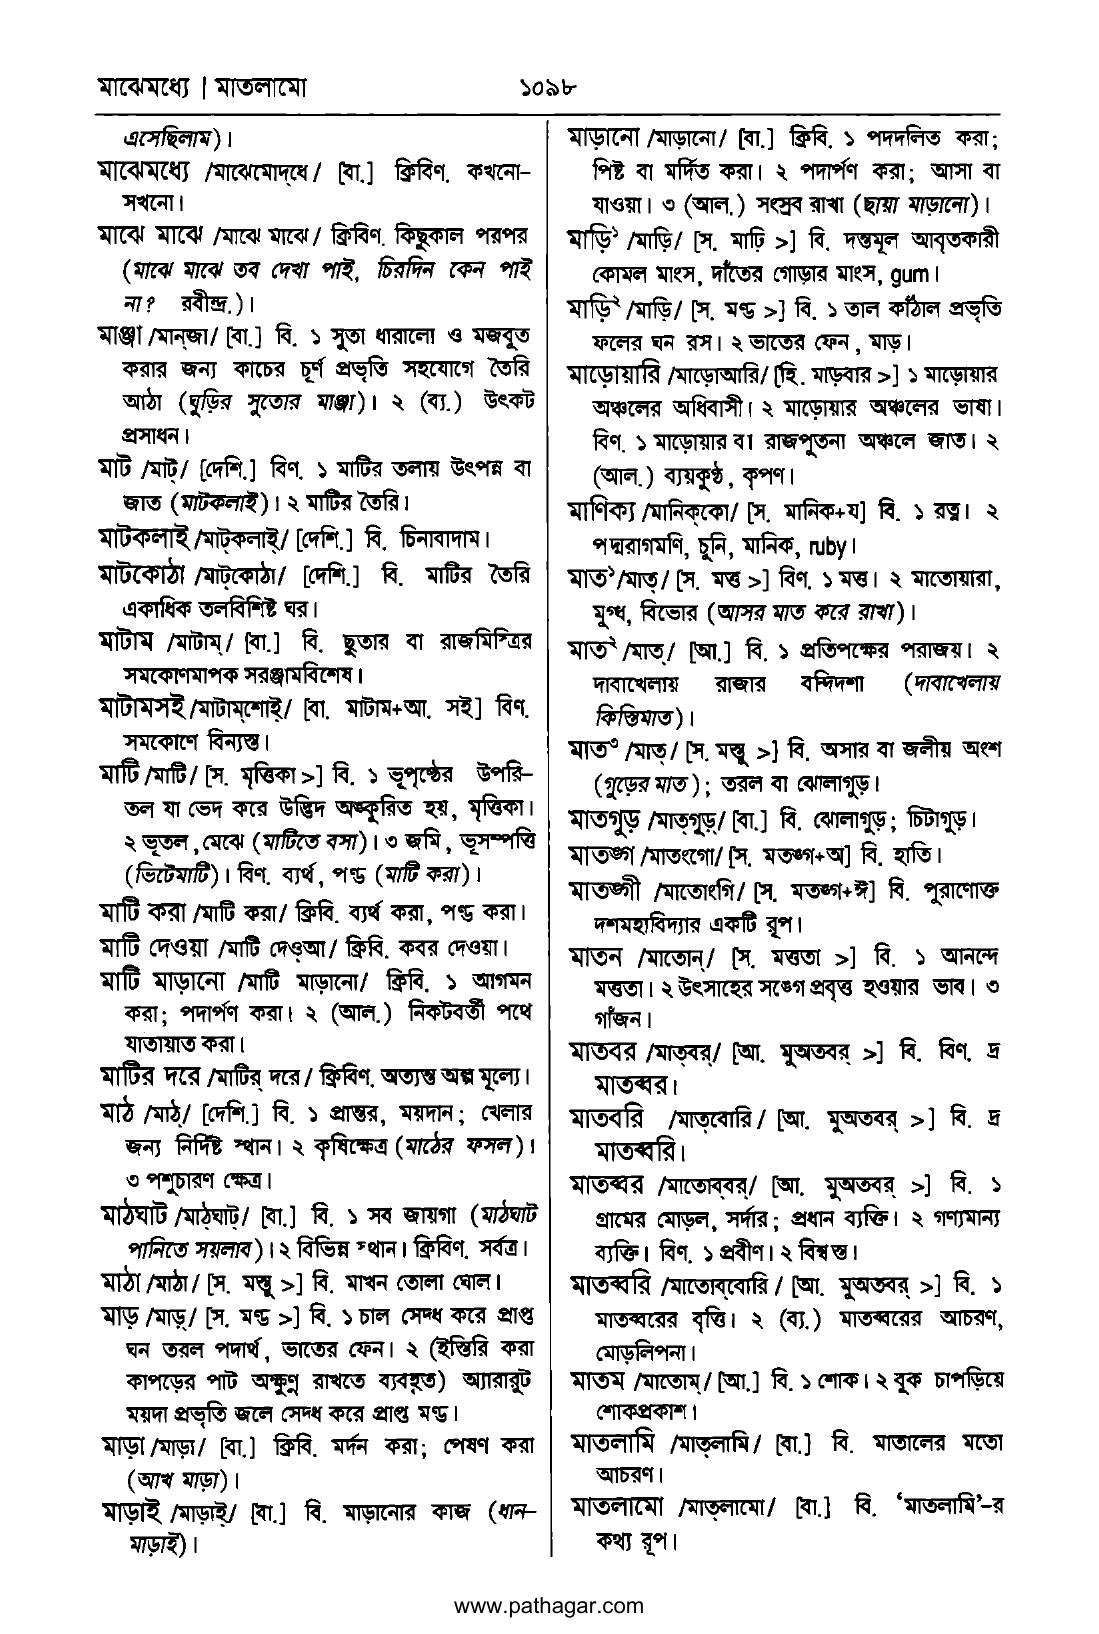 মাঝেমধ্যে | মাতলামো ১০৯৮
এসেছিলাম)।
মাঝেমধ্যে /মাঝেমোদ্‌ধে/ [বা.] ক্রিবিণ. কখনো-
সখনো।
মাঝে মাঝে /মাঝে মাঝে/ ক্রিবিণ. কিছুকাল পরপর
(মাঝে মাঝে তব দেখা পাই, চিরদিন কেন পাই
না? রবীন্দ্র.)।
মাঞ্জা /মান্‌জা/ [বা.] বি. ১ সুতা ধারালো ও মজবুত
করার জন্য কাচের চূর্ণ প্রভৃতি সহযোগে তৈরি
আঠা (ঘুড়ির সুতোর মাঞ্জা)। ২ (ব্য.) উৎকট
প্রসাধন।
মাট /মাট্‌/ [দেশি.] বিণ. ১ মাটির তলায় উৎপন্ন বা
জাত (মাটকলাই)। ২ মাটির তৈরি।
মাটকলাই /মাট্‌কলাই্‌/ [দেশি.] বি. চিনাবাদাম।
মাটকোঠা /মাট্‌কোঠা/ [দেশি.] বি. মাটির তৈরি
একাধিক তলবিশিষ্ট ঘর।
মাটাম /মাটাম্‌/ [বা.] বি. ছুতার বা রাজমিস্ত্রির
সমকোণমাপক সরঞ্জামবিশেষ।
মাটামসই /মাটাম্‌শোই্‌/ [বা. মাটাম+আ. সই] বিণ.
সমকোণে বিন্যস্ত।
মাটি /মাটি/ [স. মৃত্তিকা >] বি. ১ ভূপৃষ্ঠের উপরি-
তল যা ভেদ করে উদ্ভিদ অঙ্কুরিত হয়, মৃত্তিকা।
২ ভূতল, মেঝে (মাটিতে বসা)। ৩ জমি, ভূসম্পত্তি
(ভিটেমাটি)। বিণ. ব্যর্থ, পণ্ড (মাটি করা)।
মাটি করা /মাটি করা/ ক্রিবি. ব্যর্থ করা, পণ্ড করা।
মাটি দেওয়া /মাটি দেও্‌আ/ ক্রিবি. কবর দেওয়া।
মাটি মাড়ানো /মাটি মাড়ানো/ ক্রিবি. ১ আগমন
করা; পদার্পণ করা। ২ (আল.) নিকটবর্তী পথে
যাতায়াত করা।
মাটির দরে /মাটির্‌ দরে/ ক্রিবিণ. অত্যন্ত অল্প মূল্যে।
মাঠ /মাঠ্‌/ [দেশি.] বি. ১ প্রান্তর, ময়দান; খেলার
জন্য নির্দিষ্ট স্থান। ২ কৃষিক্ষেত্র (মাঠের ফসল)।
৩ পশুচারণ ক্ষেত্র।
মাঠঘাট /মাঠ্‌ঘাট্‌/ [বা.] বি. ১ সব জায়গা (মাঠঘাট
পানিতে সয়লাব)। ২ বিভিন্ন স্থান। ক্রিবিণ. সর্বত্র।
মাঠা /মাঠা/ [স. মস্তু >] বি. মাখন তোলা ঘোল।
মাড় /মাড়্‌/ [স. মণ্ড >] বি. ১ চাল সেদ্ধ করে প্রাপ্ত
ঘন তরল পদার্থ, ভাতের ফেন। ২ (ইস্তিরি করা
কাপড়ের পাট অক্ষুণ্ন রাখতে ব্যবহৃত) অ্যারারুট
ময়দা প্রভৃতি জলে সেদ্ধ করে প্রাপ্ত মণ্ড।
মাড়া /মাড়া/ [বা.] ক্রিবি. মর্দন করা; পেষণ করা
(আখ মাড়া)।
মাড়াই /মাড়াই্‌/ [বা.] বি. মাড়ানোর কাজ (ধান-
মাড়াই)।
মাড়ানো /মাড়ানো/ [বা.] ক্রিবি. ১ পদদলিত করা;
পিষ্ট বা মর্দিত করা। ২ পদার্পণ করা; আসা বা
যাওয়া। ৩ (আল.) সংস্রব রাখা (ছায়া মাড়ানো)।
মাড়ি১ /মাড়ি/ [স. মাঢ়ি >] বি. দন্তমূল আবৃতকারী
কোমল মাংস, দাঁতের গোড়ার মাংস, gum।
মাড়ি২ /মাড়ি/ [স. মণ্ড >] বি. ১ তাল কাঁঠাল প্রভৃতি
ফলের ঘন রস। ২ ভাতের ফেন, মাড়।
মাড়োয়ারি /মাড়োআরি/ [হি. মাড়বার >] ১ মাড়োয়ার
অঞ্চলের অধিবাসী। ২ মাড়োয়ার অঞ্চলের ভাষা।
বিণ. ১ মাড়োয়ার বা রাজপুতনা অঞ্চলে জাত। ২
(আল.) ব্যয়কুণ্ঠ, কৃপণ।
মাণিক্য /মানিক্‌কো/ [স. মানিক+য] বি. ১ রত্ন। ২
পদ্মরাগমণি, চুনি, মানিক, ruby।
মাত১ /মাত্‌/ [স. মত্ত >] বিণ. ১ মত্ত। ২ মাতোয়ারা,
মুগ্ধ, বিভোর (আসর মাত করে রাখা)।
মাত২ /মাত্‌/ [আ.] বি. ১ প্রতিপক্ষের পরাজয়। ২
দাবাখেলায় রাজার বন্দিদশা (দাবাখেলায়
কিস্তিমাত)।
মাত৩ /মাত্‌/ [স. মস্তু >] বি. অসার বা জলীয় অংশ
(গুড়ের মাত); তরল বা ঝোলাগুড়।
মাতগুড় /মাত্‌গুড়্‌/ [বা.] বি. ঝোলাগুড়; চিটাগুড়।
মাতঙ্গ /মাতংগো/ [স. মতঙ্গ+অ] বি. হাতি।
মাতঙ্গী /মাতোংগি/ [স. মতঙ্গ+ঈ] বি. পুরাণোক্ত
দশমহাবিদ্যার একটি রূপ।
মাতন /মাতোন্‌/ [স. মত্ততা >] বি. ১ আনন্দে
মত্ততা। ২ উৎসাহের সঙ্গে প্রবৃত্ত হওয়ার ভাব। ৩
গাঁজন।
মাতবর /মাত্‌বর্‌/ [আ. মুঅতবর্‌ >] বি. বিণ. দ্র
মাতব্বর।
মাতবরি /মাত্‌বোরি/ [আ. মুঅতবর্‌ >] বি. দ্র
মাতব্বরি।
মাতব্বর /মাতোব্‌বর্‌/ [আ. মুঅতবর্‌ >] বি. ১
গ্রামের মোড়ল, সর্দার; প্রধান ব্যক্তি। ২ গণ্যমান্য
ব্যক্তি। বিণ. ১ প্রবীণ। ২ বিশ্বস্ত।
মাতব্বরি /মাতোব্‌বোরি/ [আ. মুঅতবর্‌ >] বি. ১
মাতব্বরের বৃত্তি। ২ (ব্য.) মাতব্বরের আচরণ,
মোড়লিপনা।
মাতম /মাতোম্‌/ [আ.] বি. ১ শোক। ২ বুক চাপড়িয়ে
শোকপ্রকাশ।
মাতলামি /মাত্‌লামি/ [বা.] বি. মাতালের মতো
আচরণ।
মাতলামো /মাত্‌লামো/ [বা.] বি. ‘মাতলামি’-র
কথ্য রূপ।
www.pathagar.com